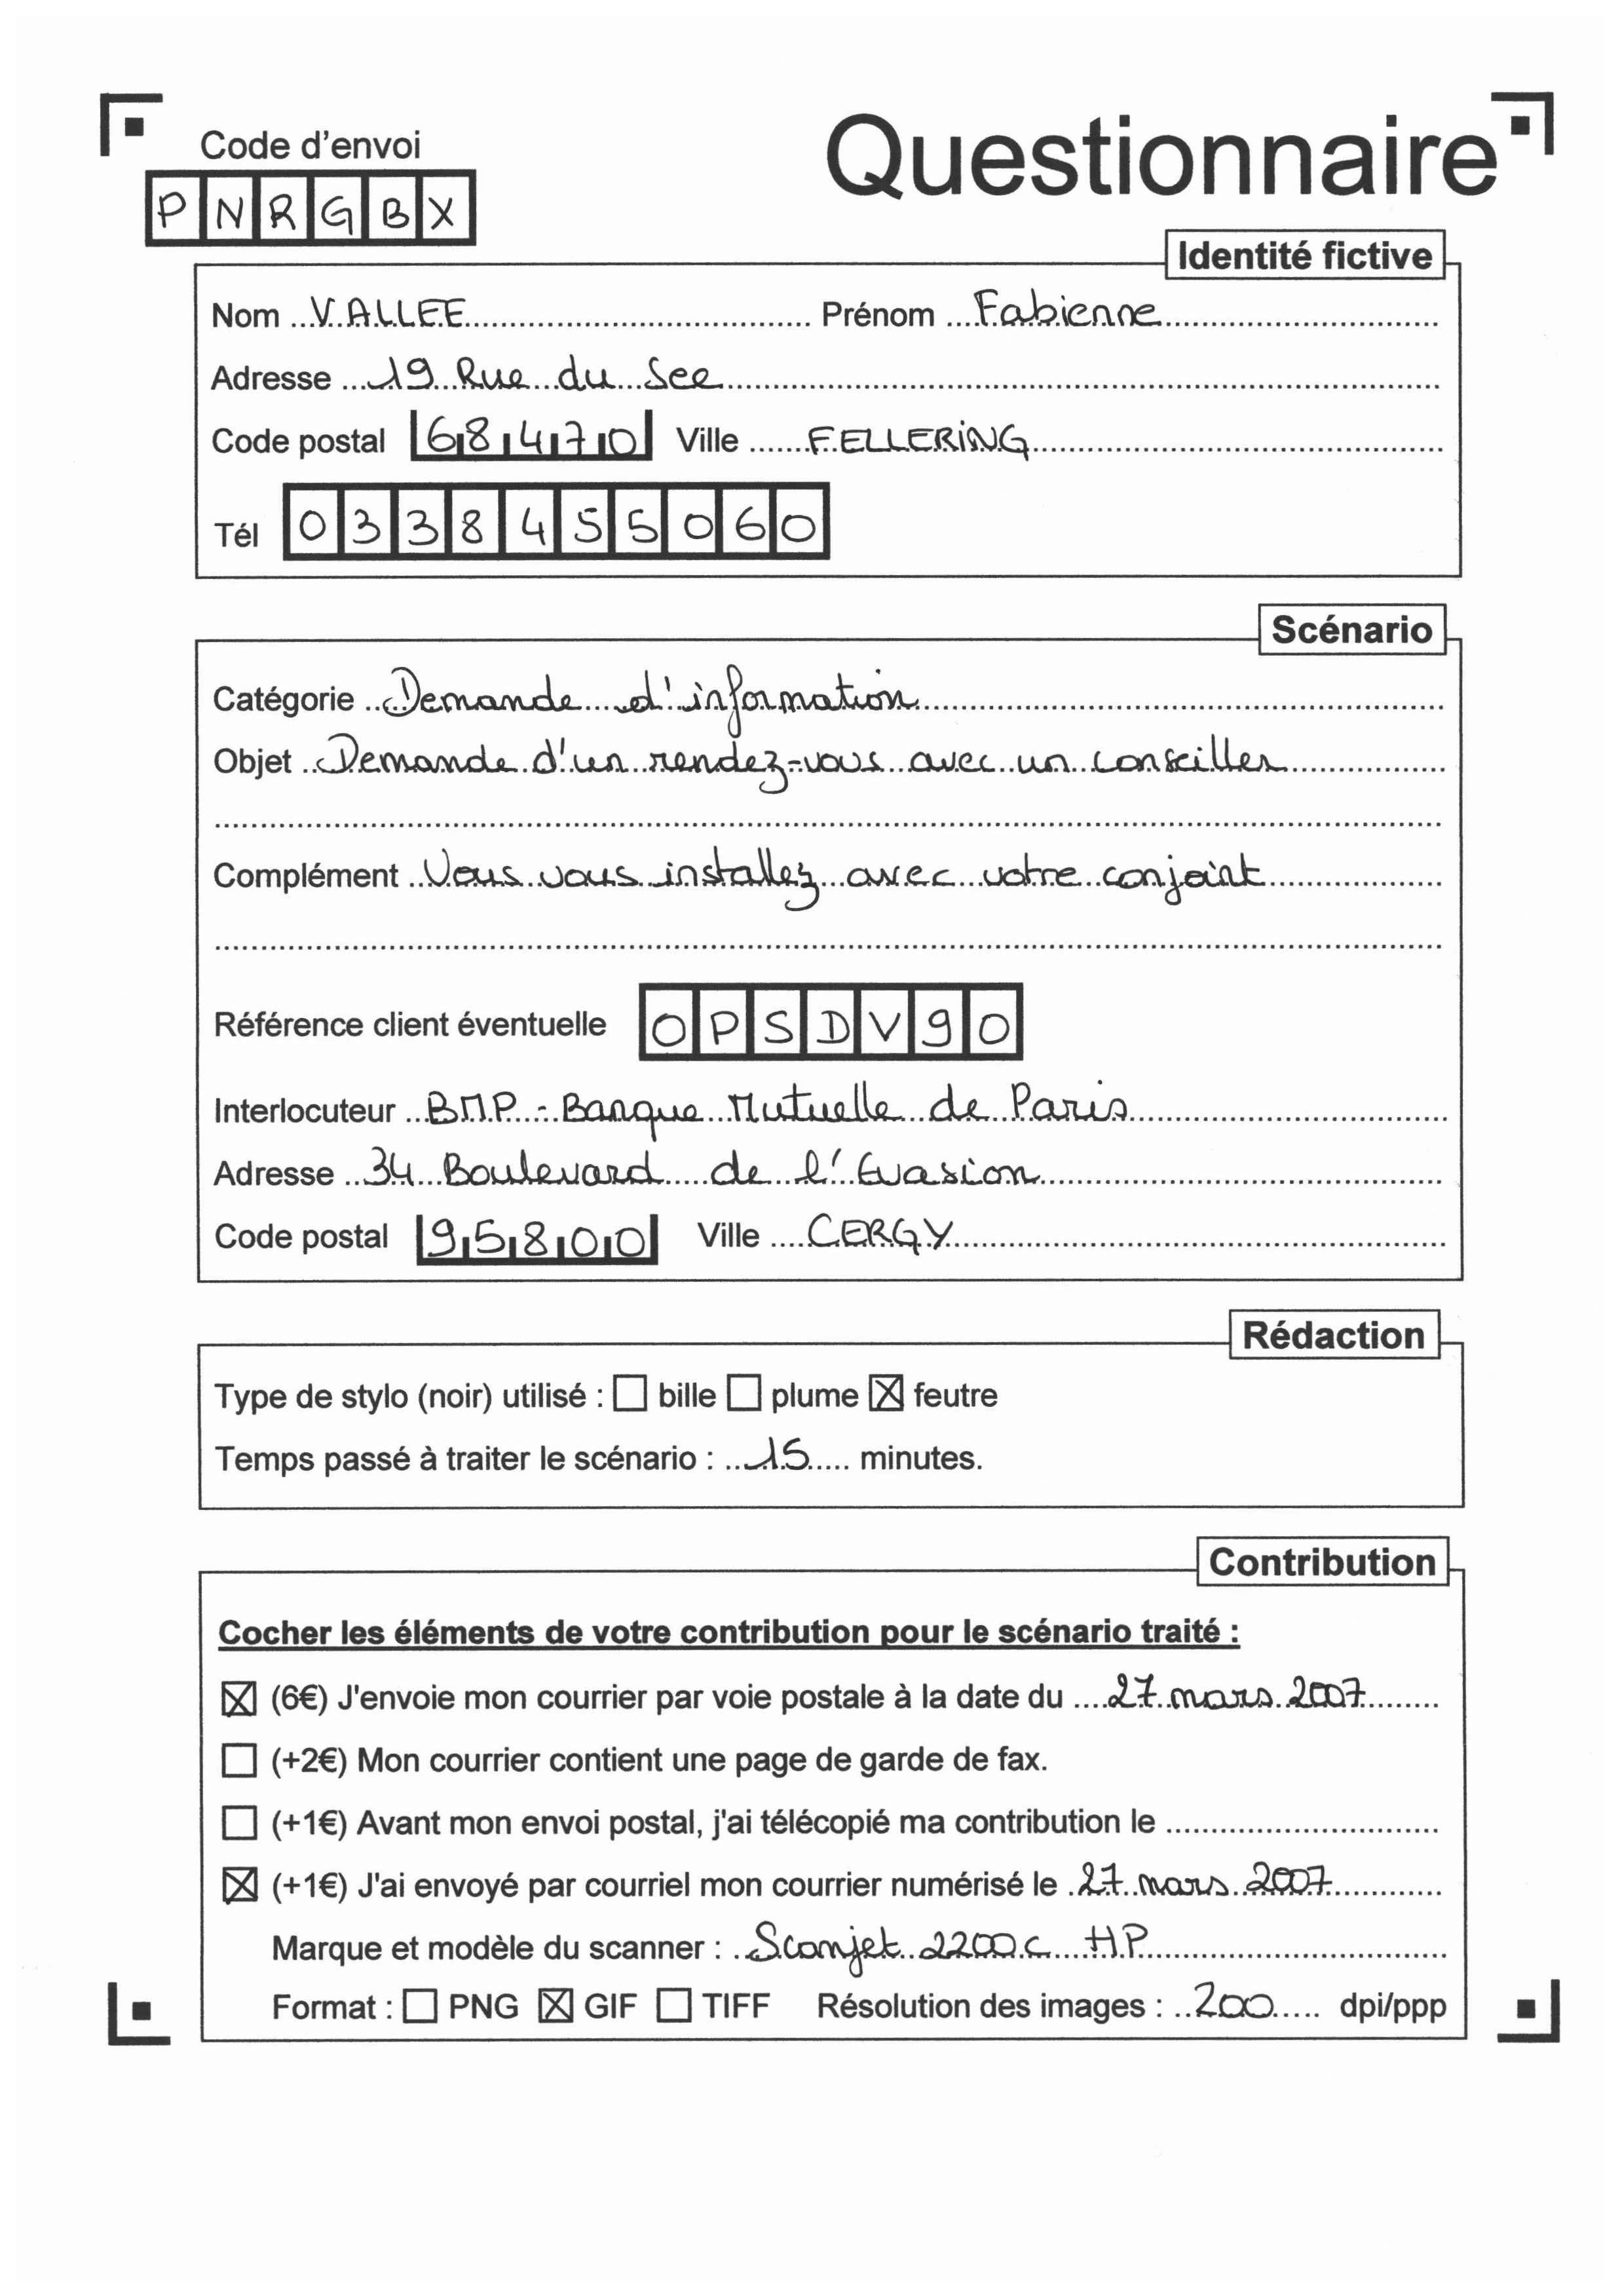 Code d'envoi
Questionnaire
PNRGBX
Identité fictive
Nom VALLEE Prénom Fabienne
Adresse 19 Rue du See
Code postal 68470 Ville FELLERING
Tél 0338455060
Scénario
Catégorie Demande d'information
Objet Demande d'un rendez-vous avec un conseiller
Complément Vous vous installez avec votre conjoint
Référence client éventuelle OPSDV90
Interlocuteur BMP - Banque Mutuelle de Paris
Adresse 34 Boulevard de l'Evasion
Code postal 95800 Ville CERGY
Rédaction
Type de stylo (noir) utilisé : ☐ bille ☐ plume ☒ feutre
Temps passé à traiter le scénario : 15 minutes.
Contribution
Cocher les éléments de votre contribution pour le scénario traité :
☒ (6€) J'envoie mon courrier par voie postale à la date du 27 mars 2007
☐ (+2€) Mon courrier contient une page de garde de fax.
☐ (+1€) Avant mon envoi postal, j'ai télécopié ma contribution le
☒ (+1€) J'ai envoyé par courriel mon courrier numérisé le 27 mars 2007
Marque et modèle du scanner : Scanjet 2200c HP
Format : ☐ PNG ☒ GIF ☐ TIFF Résolution des images : 200 dpi/ppp